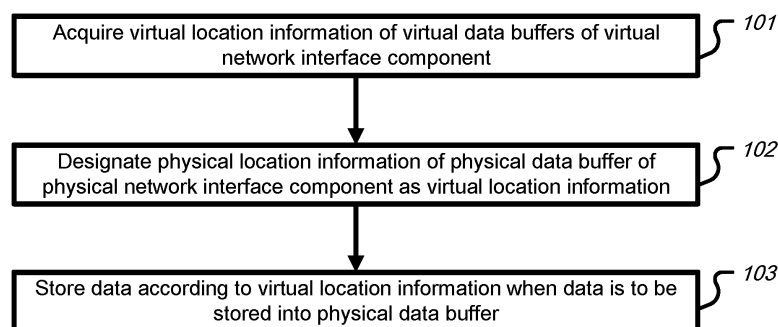 Acquire virtual location information of virtual data buffers of virtual
network interface component
101
Designate physical location information of physical data buffer of
physical network interface component as virtual location information
102
Store data according to virtual location information when data is to be
stored into physical data buffer
103